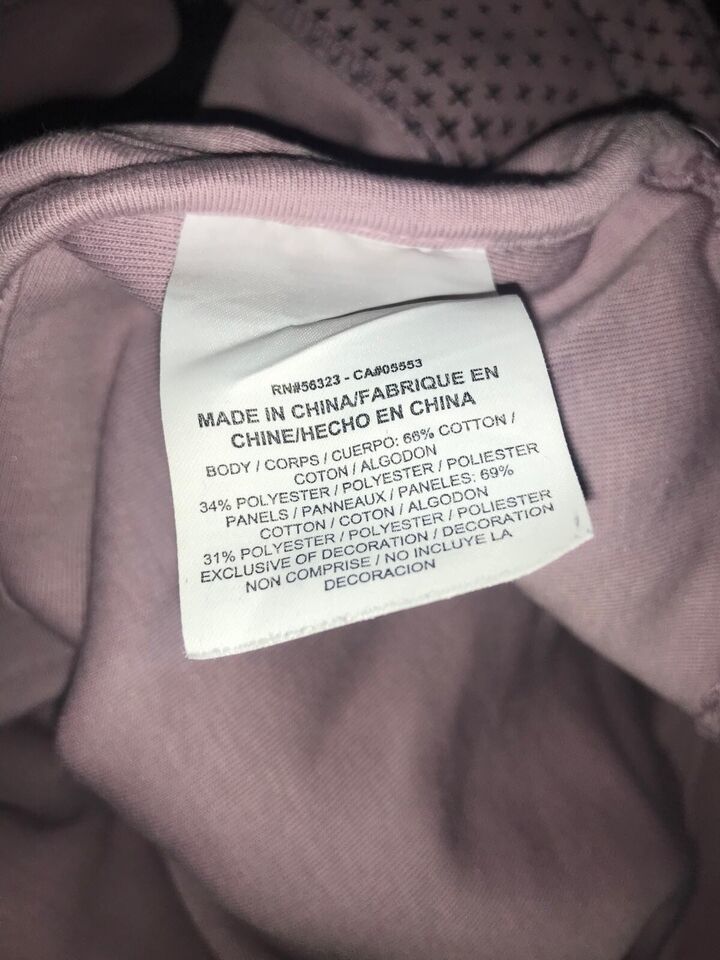 RN#56323 - CA#05553
MADE IN CHINA/FABRIQUE EN
CHINE/HECHO EN CHINA
BODY / CORPS / CUERPO: 66% COTTON /
COTON / ALGODON
34% POLYESTER / POLYESTER / POLIESTER
PANELS / PANNEAUX / PANELES: 69%
COTTON / COTON / ALGODON
31% POLYESTER / POLYESTER / POLIESTER
EXCLUSIVE OF DECORATION / DECORATION
NON COMPRISE / NO INCLUYE LA
DECORACION